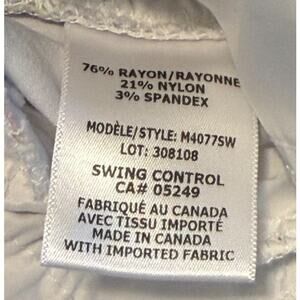 76% RAYON/RAYONNE
21% NYLON
3% SPANDEX
MODÈLE/STYLE: M4077SW
LOT: 308108
SWING CONTROL
CA# 05249
FABRIQUÉ AU CANADA
AVEC TISSU IMPORTÉ
MADE IN CANADA
WITH IMPORTED FABRIC